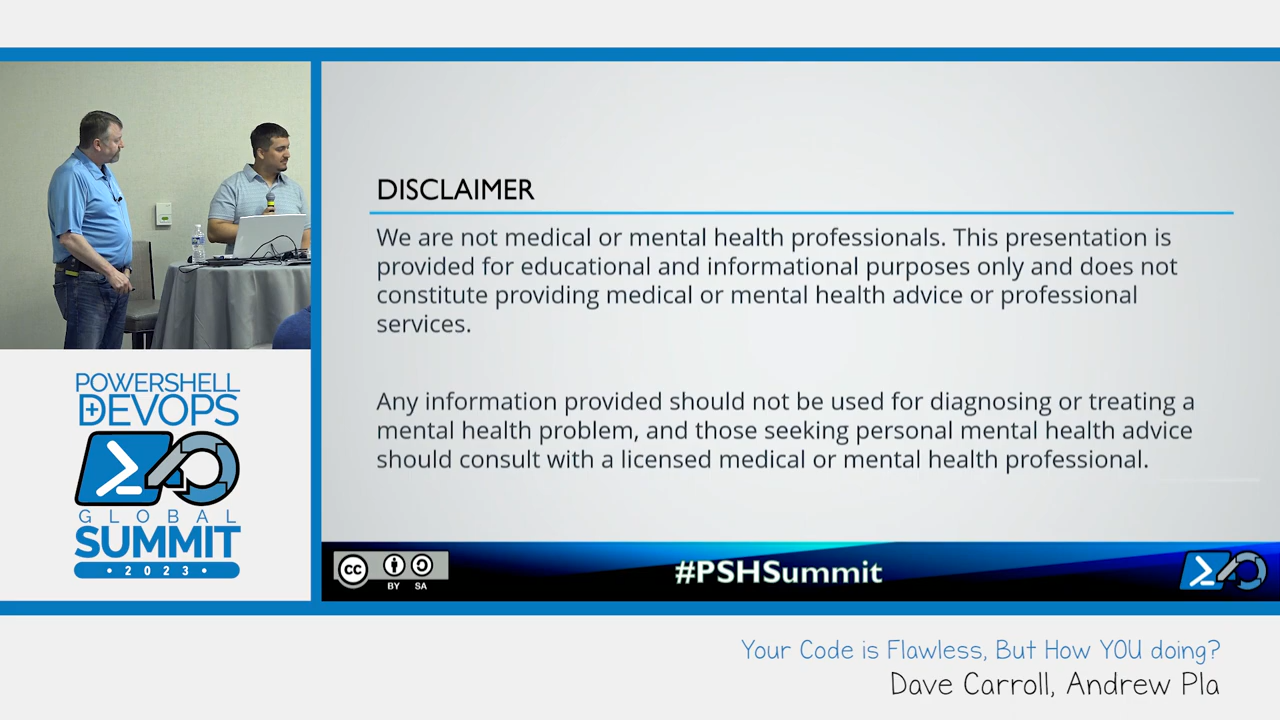 DISCLAIMER
We are not medical or mental health professionals. This presentation is
provided for educational and informational purposes only and does not
constitute providing medical or mental health advice or professional
services.
Any information provided should not be used for diagnosing or treating a
mental health problem, and those seeking personal mental health advice
should consult with a licensed medical or mental health professional.
POWERSHELL
DEVOPS
GLOBAL
SUMMIT
• 2023 •
cc
BY SA
#PSHSummit
Your Code is Flawless, But How YOU doing?
Dave Carroll, Andrew Pla